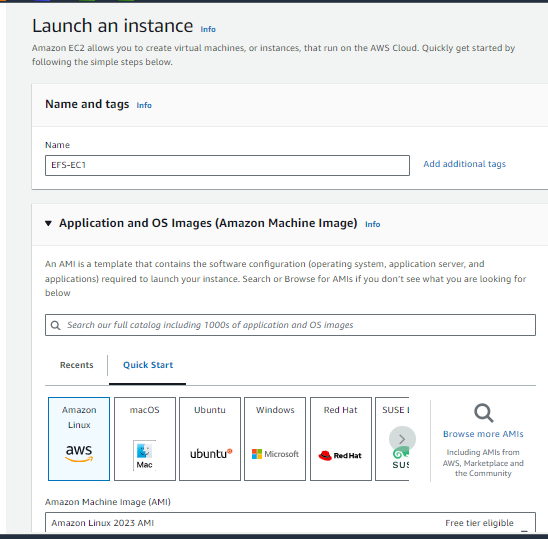 Launch an instance Info
Amazon EC2 allows you to create virtual machines, or instances, that run on the AWS Cloud. Quickly get started by
following the simple steps below.
Name and tags Info
Name
EFS-EC1
Add additional tags
Application and OS Images (Amazon Machine Image) Info
An AMI is a template that contains the software configuration (operating system, application server, and
applications) required to launch your instance. Search or Browse for AMIs if you don't see what you are looking for
below
Search our full catalog including 1000s of application and OS images
Recents
Quick Start
Amazon
Linux
aws
macOS
Mac
Ubuntu
ubuntu
Windows
Microsoft
Red Hat
Red Hat
SUSE L
SUS
Browse more AMIs
Including AMIs from
AWS, Marketplace and
the Community
Amazon Machine Image (AMI)
Amazon Linux 2023 AMI
Free tier eligible